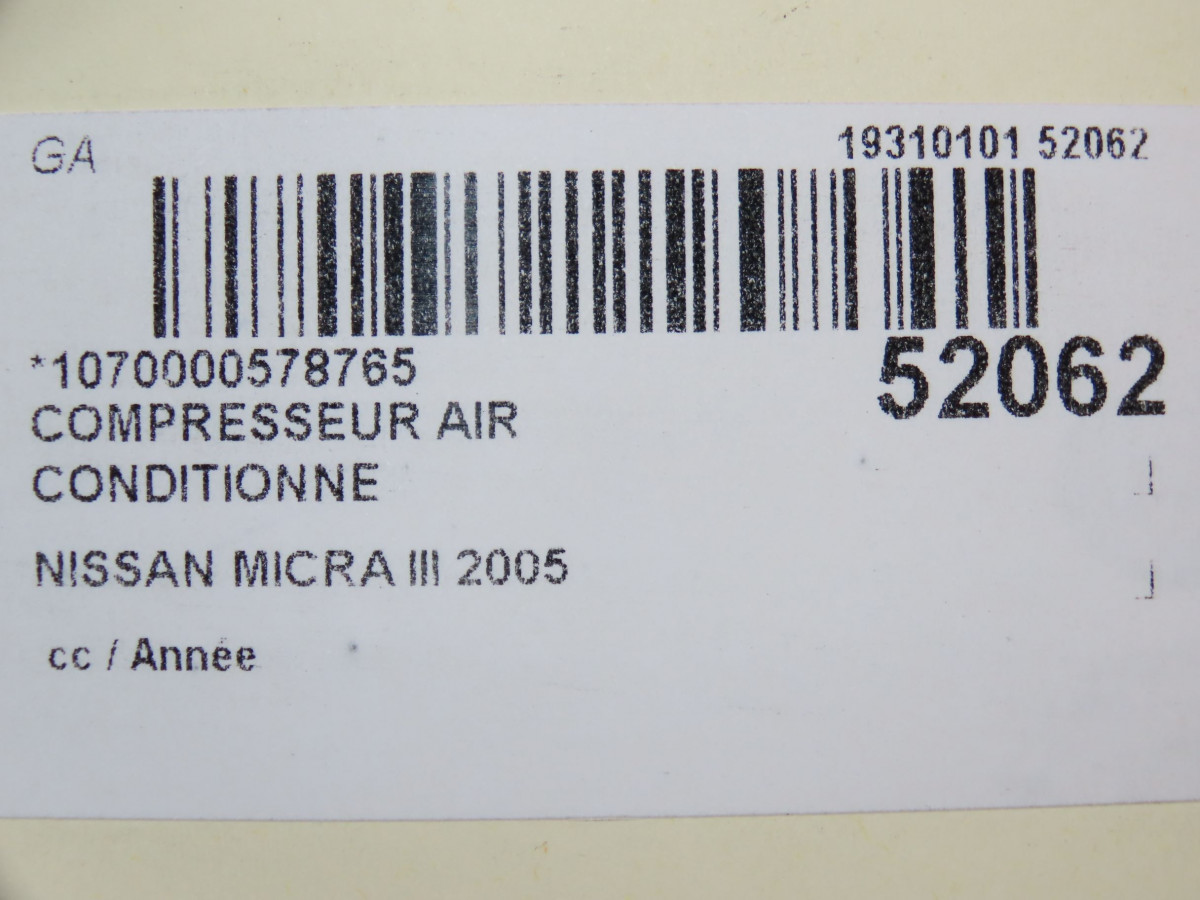 GA
19310101 52062
*1070000578765
52062
COMPRESSEUR AIR
CONDITIONNE
NISSAN MICRA III 2005
cc / Année